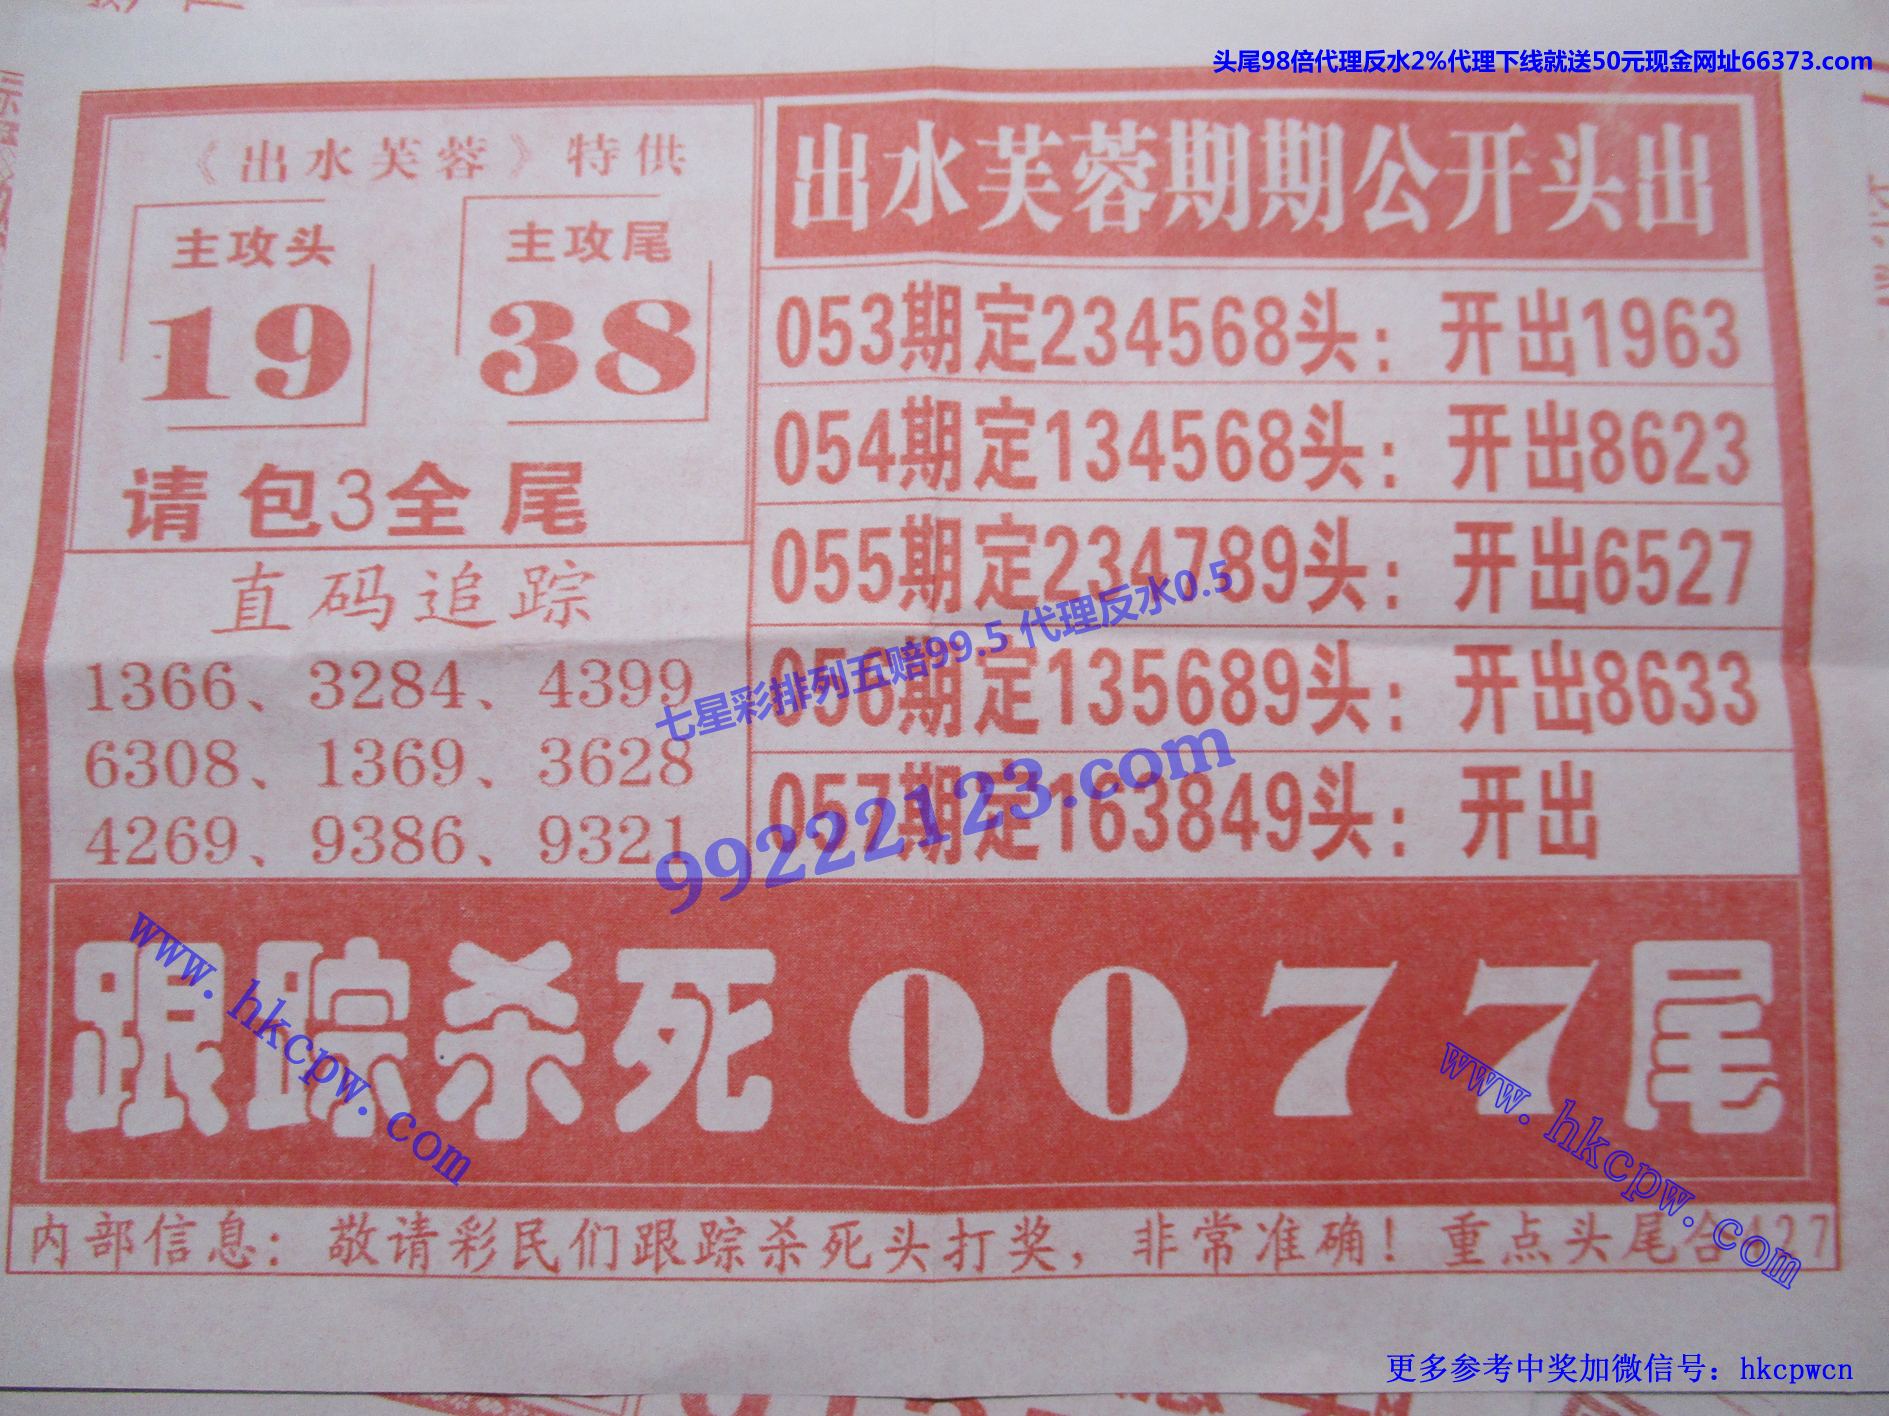 头尾98倍代理反水2%代理下线就送50元现金网址66373.com
《出水芙蓉》特供
主攻头
19
主攻尾
38
请包3全尾
直码追踪
1366、3284、4399
6308、1369、3628
4269、9386、9321
出水芙蓉期期公开头出
053期定234568头：开出1963
054期定134568头：开出8623
055期定234789头：开出6527
056期定135689头：开出8633
057期定163849头：开出
七星彩排列五赔99.5 代理反水0.5
99222123.com
跟踪杀死0077尾
www.hkcpw.com
www.hkcpw.com
内部信息：敬请彩民们跟踪杀死头打奖，非常准确！重点头尾合427
更多参考中奖加微信号：hkcpwcn